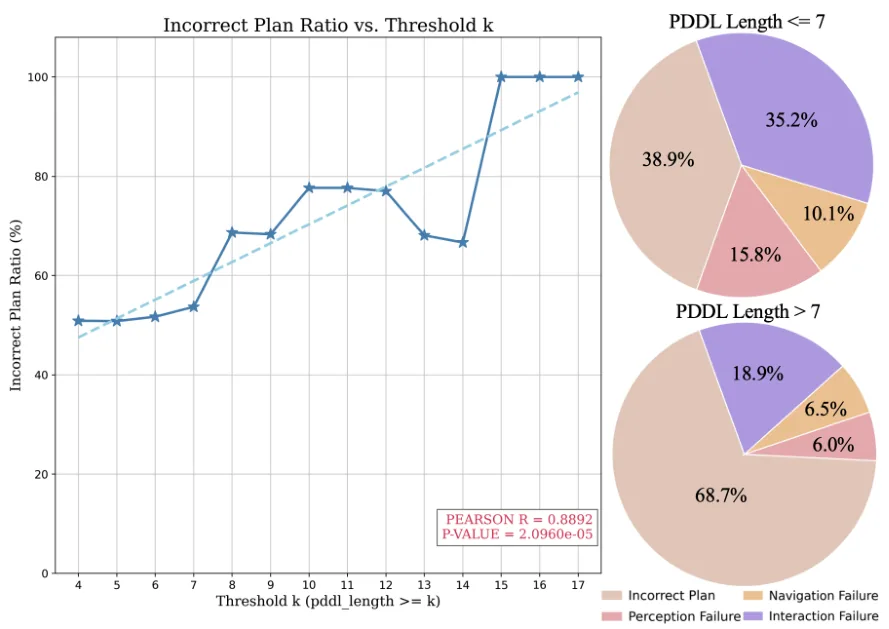 Incorrect Plan Ratio vs. Threshold k
Incorrect Plan Ratio (%)
100
80
60
40
20
0
4 5 6 7 8 9 10 11 12 13 14 15 16 17
Threshold k (pddl_length >= k)
PEARSON R = 0.8892
P-VALUE = 2.0960e-05
PDDL Length <= 7
35.2%
38.9%
10.1%
15.8%
PDDL Length > 7
18.9%
6.5%
6.0%
68.7%
Incorrect Plan
Navigation Failure
Perception Failure
Interaction Failure